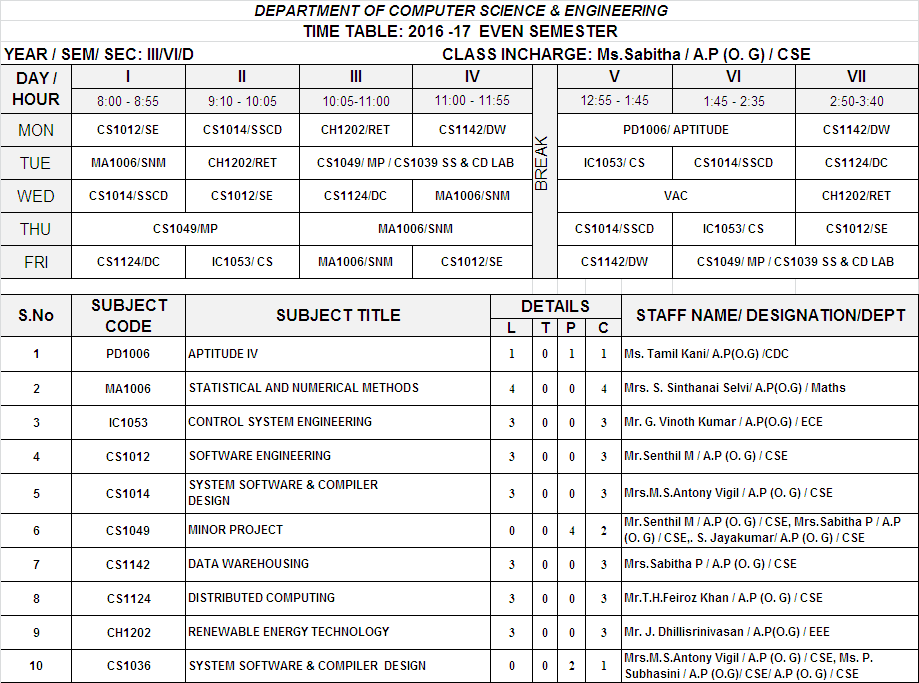 DEPARTMENT OF COMPUTER SCIENCE & ENGINEERING
TIME TABLE: 2016 -17 EVEN SEMESTER
YEAR / SEM/ SEC: III/VI/D CLASS INCHARGE: Ms.Sabitha / A.P (O. G) / CSE
DAY / HOUR I II III IV BREAK V VI VII
8:00 - 8:55 9:10 - 10:05 10:05-11:00 11:00 - 11:55 12:55 - 1:45 1:45 - 2:35 2:50-3:40
MON CS1012/SE CS1014/SSCD CH1202/RET CS1142/DW PD1006/ APTITUDE CS1142/DW
TUE MA1006/SNM CH1202/RET CS1049/ MP / CS1039 SS & CD LAB IC1053/ CS CS1014/SSCD CS1124/DC
WED CS1014/SSCD CS1012/SE CS1124/DC MA1006/SNM VAC CH1202/RET
THU CS1049/MP MA1006/SNM CS1014/SSCD IC1053/ CS CS1012/SE
FRI CS1124/DC IC1053/ CS MA1006/SNM CS1012/SE CS1142/DW CS1049/ MP / CS1039 SS & CD LAB
S.No SUBJECT CODE SUBJECT TITLE DETAILS STAFF NAME/ DESIGNATION/DEPT
L T P C
1 PD1006 APTITUDE IV 1 0 1 1 Ms. Tamil Kani/ A.P(O.G) /CDC
2 MA1006 STATISTICAL AND NUMERICAL METHODS 4 0 0 4 Mrs. S. Sinthanai Selvi/ A.P(O.G) / Maths
3 IC1053 CONTROL SYSTEM ENGINEERING 3 0 0 3 Mr. G. Vinoth Kumar / A.P(O.G) / ECE
4 CS1012 SOFTWARE ENGINEERING 3 0 0 3 Mr.Senthil M / A.P (O. G) / CSE
5 CS1014 SYSTEM SOFTWARE & COMPILER DESIGN 3 0 0 3 Mrs.M.S.Antony Vigil / A.P (O. G) / CSE
6 CS1049 MINOR PROJECT 0 0 4 2 Mr.Senthil M / A.P (O. G) / CSE, Mrs.Sabitha P / A.P (O. G) / CSE,. S. Jayakumar/ A.P (O. G) / CSE
7 CS1142 DATA WAREHOUSING 3 0 0 3 Mrs.Sabitha P / A.P (O. G) / CSE
8 CS1124 DISTRIBUTED COMPUTING 3 0 0 3 Mr.T.H.Feiroz Khan / A.P (O. G) / CSE
9 CH1202 RENEWABLE ENERGY TECHNOLOGY 3 0 0 3 Mr. J. Dhillisrinivasan / A.P(O.G) / EEE
10 CS1036 SYSTEM SOFTWARE & COMPILER DESIGN 0 0 2 1 Mrs.M.S.Antony Vigil / A.P (O. G) / CSE, Ms. P. Subhasini / A.P (O.G)/ CSE/ A.P (O. G) / CSE